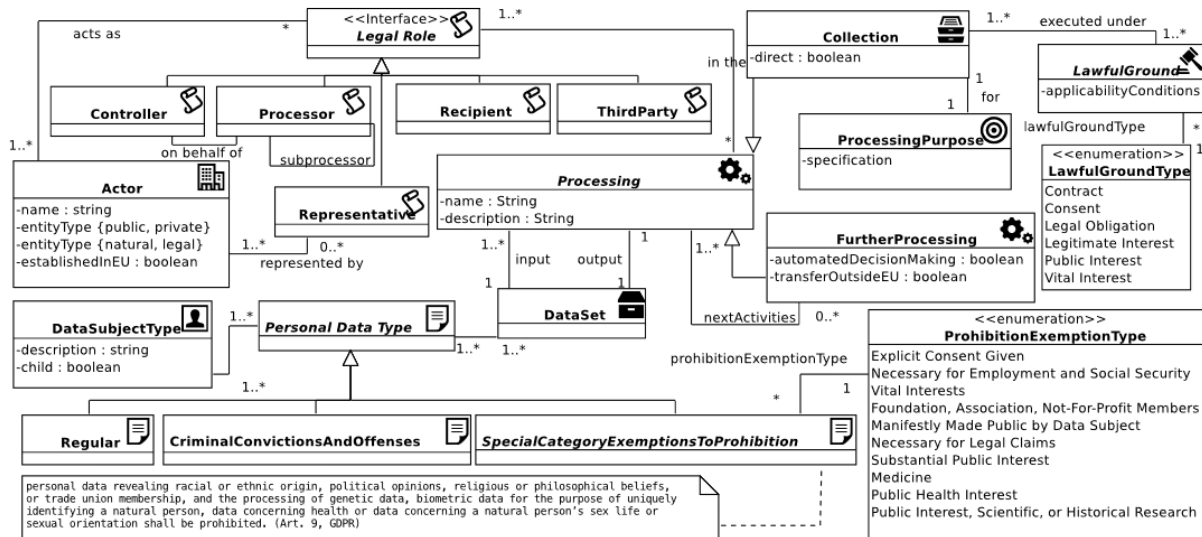 <<Interface>>
Legal Role
acts as
*
1..*
1..*
Collection
-direct : boolean
in the
1..*
executed under
1..*
LawfulGround
-applicabilityConditions
Controller
Processor
Recipient
ThirdParty
on behalf of
subprocessor
1
for
1
ProcessingPurpose
-specification
lawfulGroundType
*
1
<<enumeration>>
LawfulGroundType
Contract
Consent
Legal Obligation
Legitimate Interest
Public Interest
Vital Interest
1..*
Actor
-name : string
-entityType {public, private}
-entityType {natural, legal}
-establishedInEU : boolean
Representative
1..*
0..*
represented by
*
Processing
-name : String
-description : String
1..*
input
1
output
1
1
1..*
FurtherProcessing
-automatedDecisionMaking : boolean
-transferOutsideEU : boolean
nextActivities
0..*
DataSubjectType
-description : string
-child : boolean
1..*
1..*
Personal Data Type
1..*
1..*
DataSet
prohibitionExemptionType
*
1
<<enumeration>>
ProhibitionExemptionType
Explicit Consent Given
Necessary for Employment and Social Security
Vital Interests
Foundation, Association, Not-For-Profit Members
Manifestly Made Public by Data Subject
Necessary for Legal Claims
Substantial Public Interest
Medicine
Public Health Interest
Public Interest, Scientific, or Historical Research
Regular
CriminalConvictionsAndOffenses
SpecialCategoryExemptionsToProhibition
personal data revealing racial or ethnic origin, political opinions, religious or philosophical beliefs,
or trade union membership, and the processing of genetic data, biometric data for the purpose of uniquely
identifying a natural person, data concerning health or data concerning a natural person's sex life or
sexual orientation shall be prohibited. (Art. 9, GDPR)